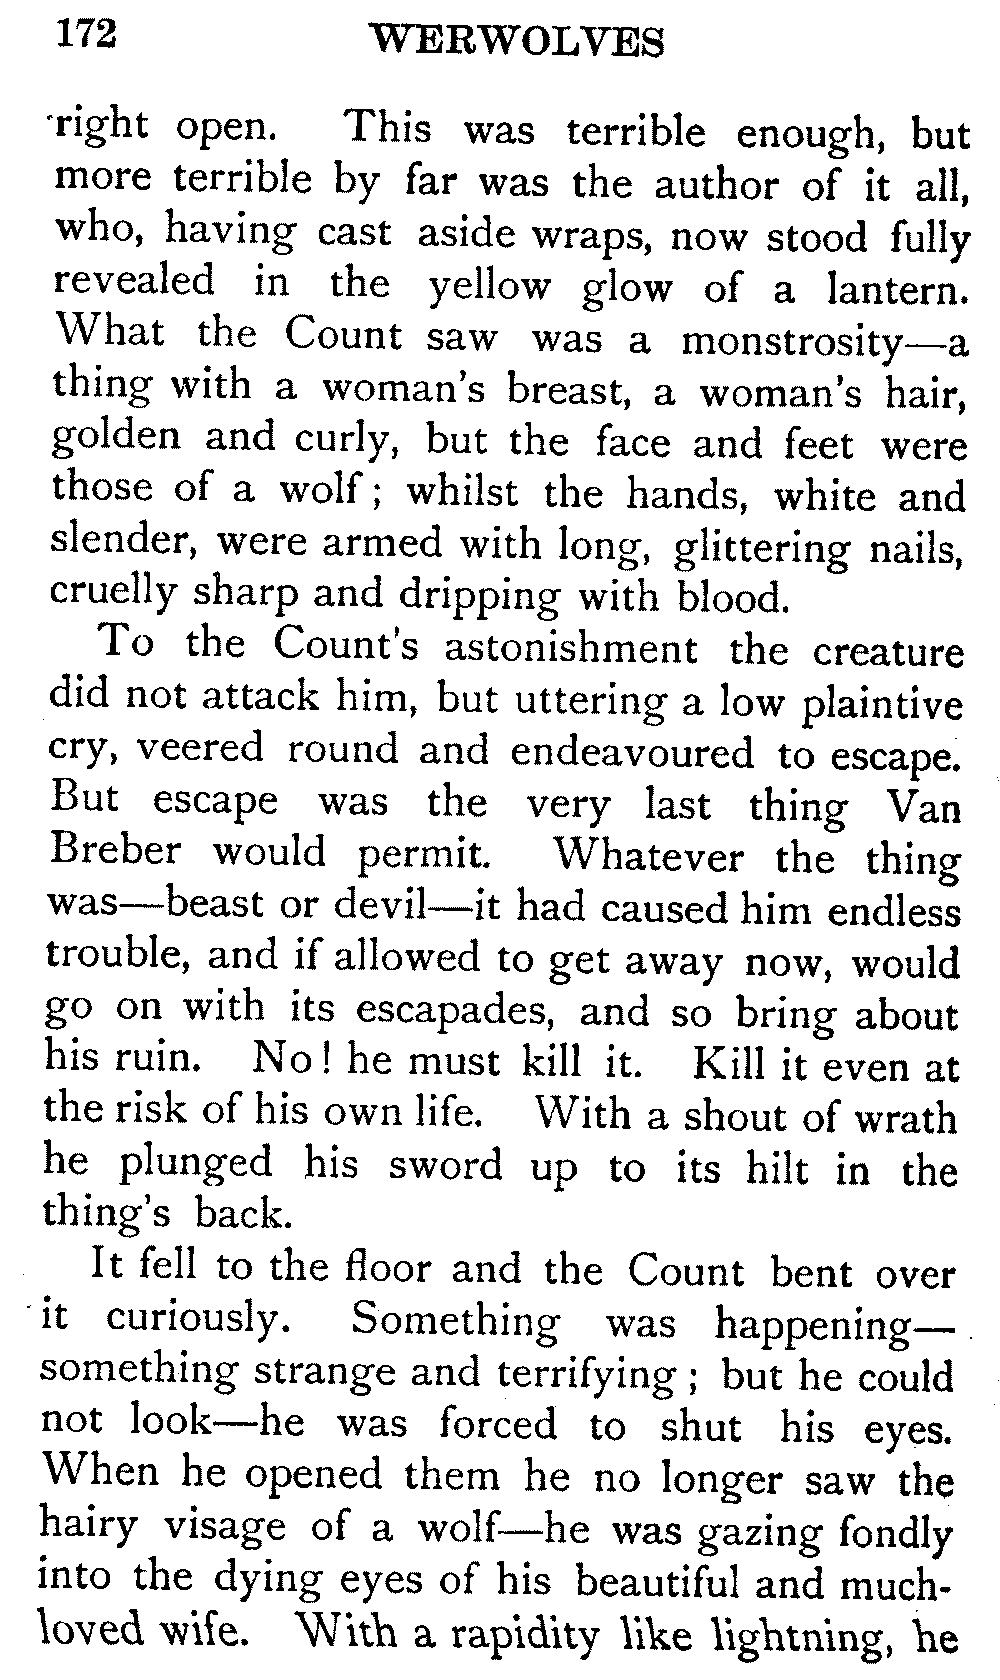 172 WERWOLVES
right open. This was terrible enough, but
more terrible by far was the author of it all,
who, having cast aside wraps, now stood fully
revealed in the yellow glow of a lantern.
What the Count saw was a monstrosity—a
thing with a woman's breast, a woman's hair,
golden and curly, but the face and feet were
those of a wolf; whilst the hands, white and
slender, were armed with long, glittering nails,
cruelly sharp and dripping with blood.
To the Count's astonishment the creature
did not attack him, but uttering a low plaintive
cry, veered round and endeavoured to escape.
But escape was the very last thing Van
Breber would permit. Whatever the thing
was—beast or devil—it had caused him endless
trouble, and if allowed to get away now, would
go on with its escapades, and so bring about
his ruin. No! he must kill it. Kill it even at
the risk of his own life. With a shout of wrath
he plunged his sword up to its hilt in the
thing's back.
It fell to the floor and the Count bent over
it curiously. Something was happening—
something strange and terrifying; but he could
not look—he was forced to shut his eyes.
When he opened them he no longer saw the
hairy visage of a wolf—he was gazing fondly
into the dying eyes of his beautiful and much-
loved wife. With a rapidity like lightning, he